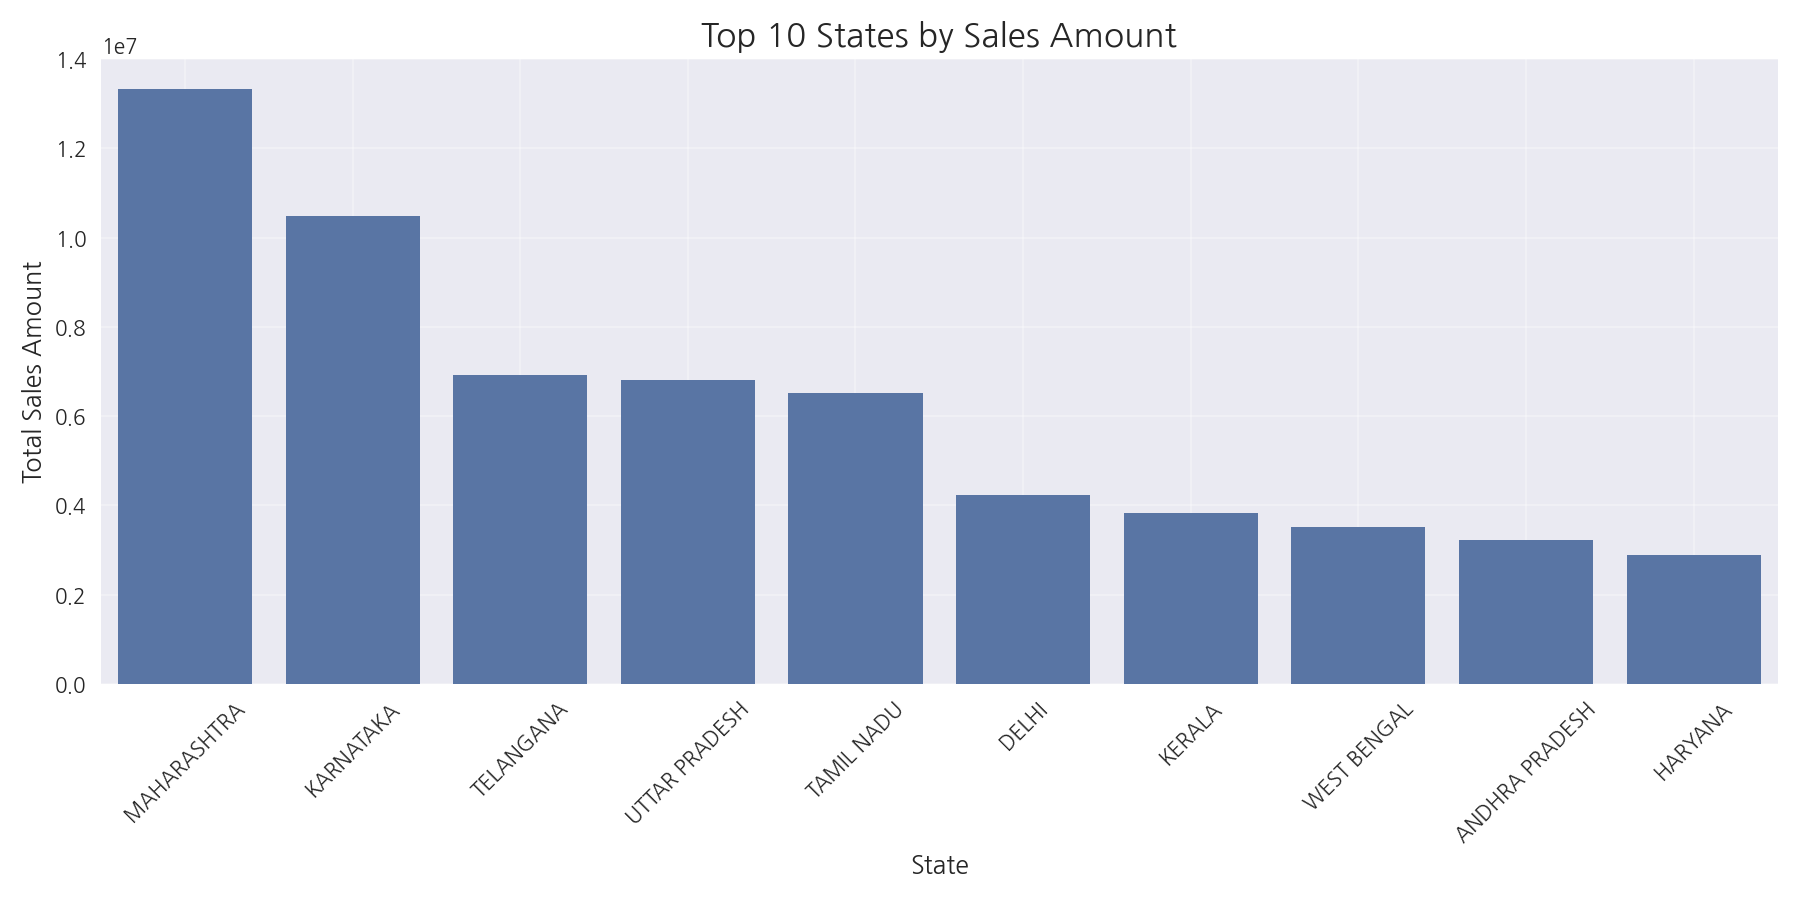 Top 10 States by Sales Amount
1e7
1.4
1.2
1.0
0.8
0.6
0.4
0.2
0.0
Total Sales Amount
MAHARASHTRA
KARNATAKA
TELANGANA
UTTAR PRADESH
TAMIL NADU
DELHI
KERALA
WEST BENGAL
ANDHRA PRADESH
HARYANA
State